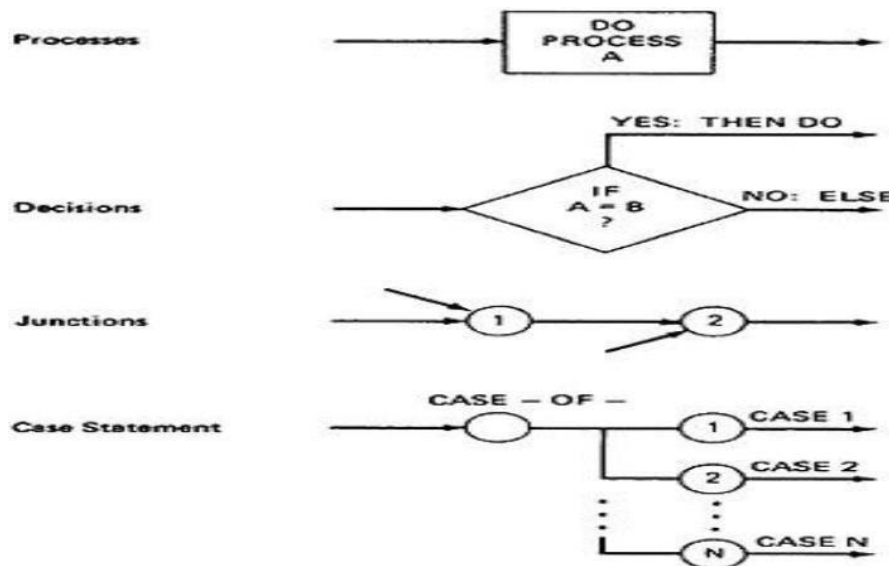 Processes
DO
PROCESS
A
YES: THEN DO
Decisions
IF
A = B
?
NO: ELSE
Junctions
1
2
CASE – OF –
Case Statement
1
CASE 1
2
CASE 2
N
CASE N